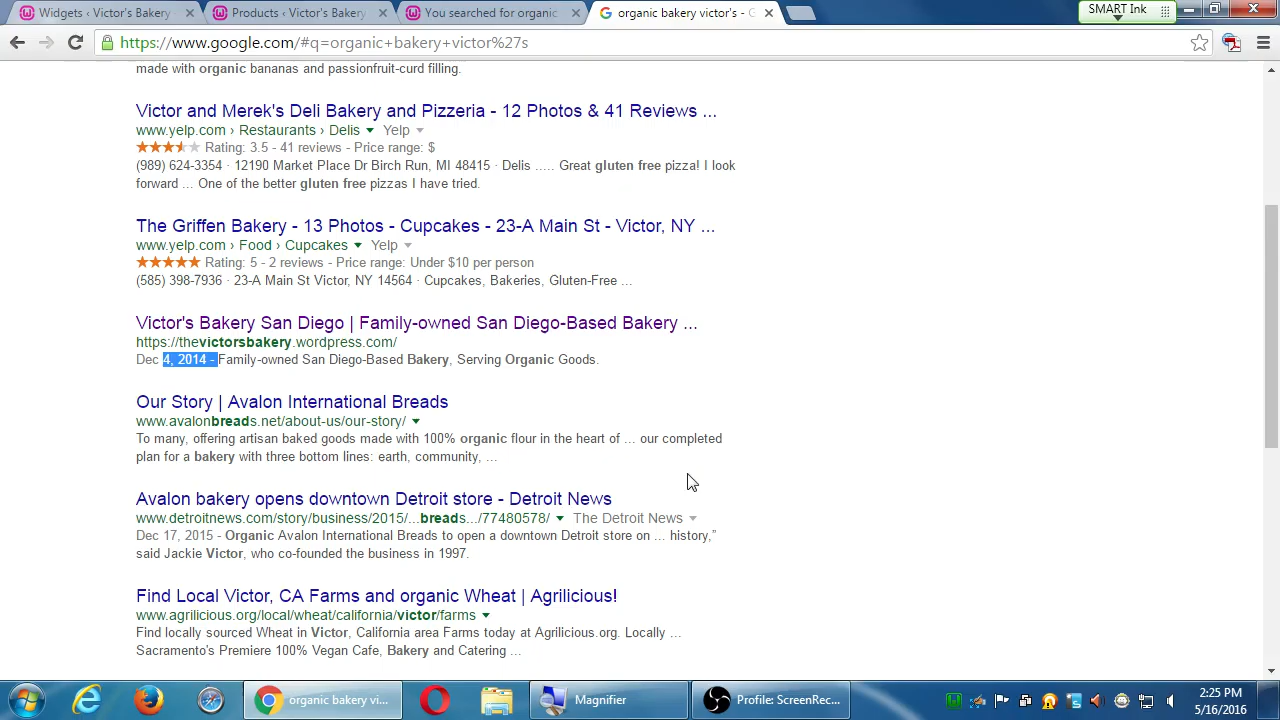 Widgets ‹ Victor's Bakery
Products ‹ Victor's Bakery
You searched for organic
organic bakery victor's - G
SMART Ink
https://www.google.com/#q=organic+bakery+victor%27s
made with organic bananas and passionfruit-curd filling.
Victor and Merek's Deli Bakery and Pizzeria - 12 Photos & 41 Reviews ...
www.yelp.com › Restaurants › Delis Yelp
Rating: 3.5 - 41 reviews - Price range: $
(989) 624-3354 · 12190 Market Place Dr Birch Run, MI 48415 · Delis ..... Great gluten free pizza! I look
forward ... One of the better gluten free pizzas I have tried.
The Griffen Bakery - 13 Photos - Cupcakes - 23-A Main St - Victor, NY ...
www.yelp.com › Food › Cupcakes Yelp
Rating: 5 - 2 reviews - Price range: Under $10 per person
(585) 398-7936 · 23-A Main St Victor, NY 14564 · Cupcakes, Bakeries, Gluten-Free ...
Victor's Bakery San Diego | Family-owned San Diego-Based Bakery ...
https://thevictorsbakery.wordpress.com/
Dec 4, 2014 - Family-owned San Diego-Based Bakery, Serving Organic Goods.
Our Story | Avalon International Breads
www.avalonbreads.net/about-us/our-story/
To many, offering artisan baked goods made with 100% organic flour in the heart of ... our completed
plan for a bakery with three bottom lines: earth, community, ...
Avalon bakery opens downtown Detroit store - Detroit News
www.detroitnews.com/story/business/2015/...breads.../77480578/ The Detroit News
Dec 17, 2015 - Organic Avalon International Breads to open a downtown Detroit store on ... history,”
said Jackie Victor, who co-founded the business in 1997.
Find Local Victor, CA Farms and organic Wheat | Agrilicious!
www.agrilicious.org/local/wheat/california/victor/farms
Find locally sourced Wheat in Victor, California area Farms today at Agrilicious.org. Locally ...
Sacramento's Premiere 100% Vegan Cafe, Bakery and Catering ...
organic bakery vi...
Magnifier
Profile: ScreenRec...
2:25 PM
5/16/2016